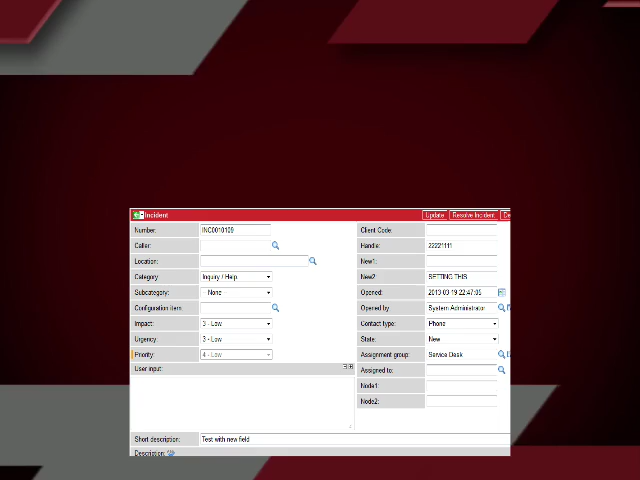 Incident
Update
Resolve Incident
De
Number:
INC0010109
Client Code:
Caller:
Handle:
22221111
Location:
New1:
Category:
Inquiry / Help
New2:
SETTING THIS
Subcategory:
-- None --
Opened:
2013-03-19 22:47:05
Configuration item
Opened by
System Administrator
Impact:
3 - Low
Contact type:
Phone
Urgency:
3 - Low
State:
New
Priority
4 - Low
Assignment group:
Service Desk
User input:
Assigned to:
Node1:
Node2:
Short description:
Test with new field
Description: